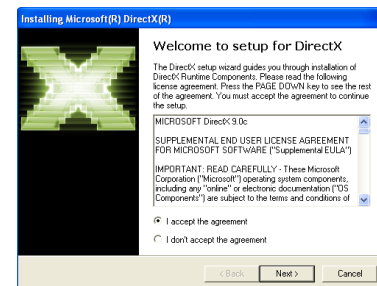 Installing Microsoft(R) DirectX(R)
Welcome to setup for DirectX
The DirectX setup wizard guides you through installation of
DirectX Runtime Components. Please read the following
license agreement. Press the PAGE DOWN key to see the rest
of the agreement. You must accept the agreement to continue
the setup.
MICROSOFT DirectX 9.0c
SUPPLEMENTAL END USER LICENSE AGREEMENT
FOR MICROSOFT SOFTWARE ("Supplemental EULA")
IMPORTANT: READ CAREFULLY - These Microsoft
Corporation ("Microsoft") operating system components,
including any "online" or electronic documentation ("OS
Components") are subject to the terms and conditions of
I accept the agreement
I don't accept the agreement
< Back Next > Cancel